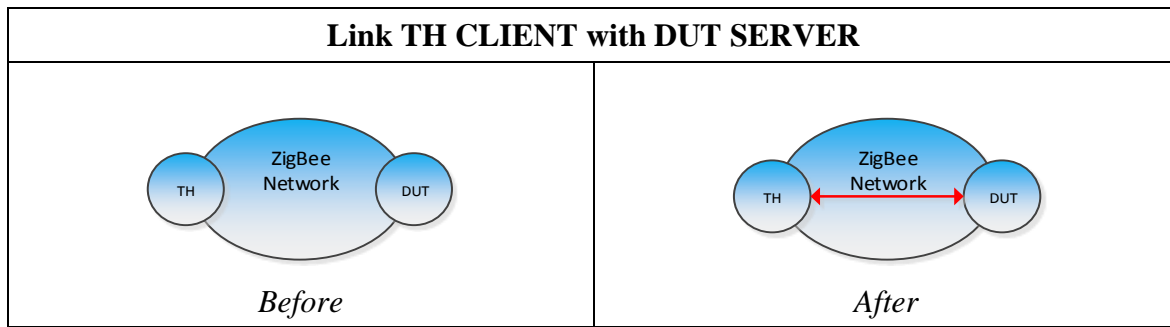 Link TH CLIENT with DUT SERVER
ZigBee
Network
TH
DUT
Before
ZigBee
Network
TH
DUT
After